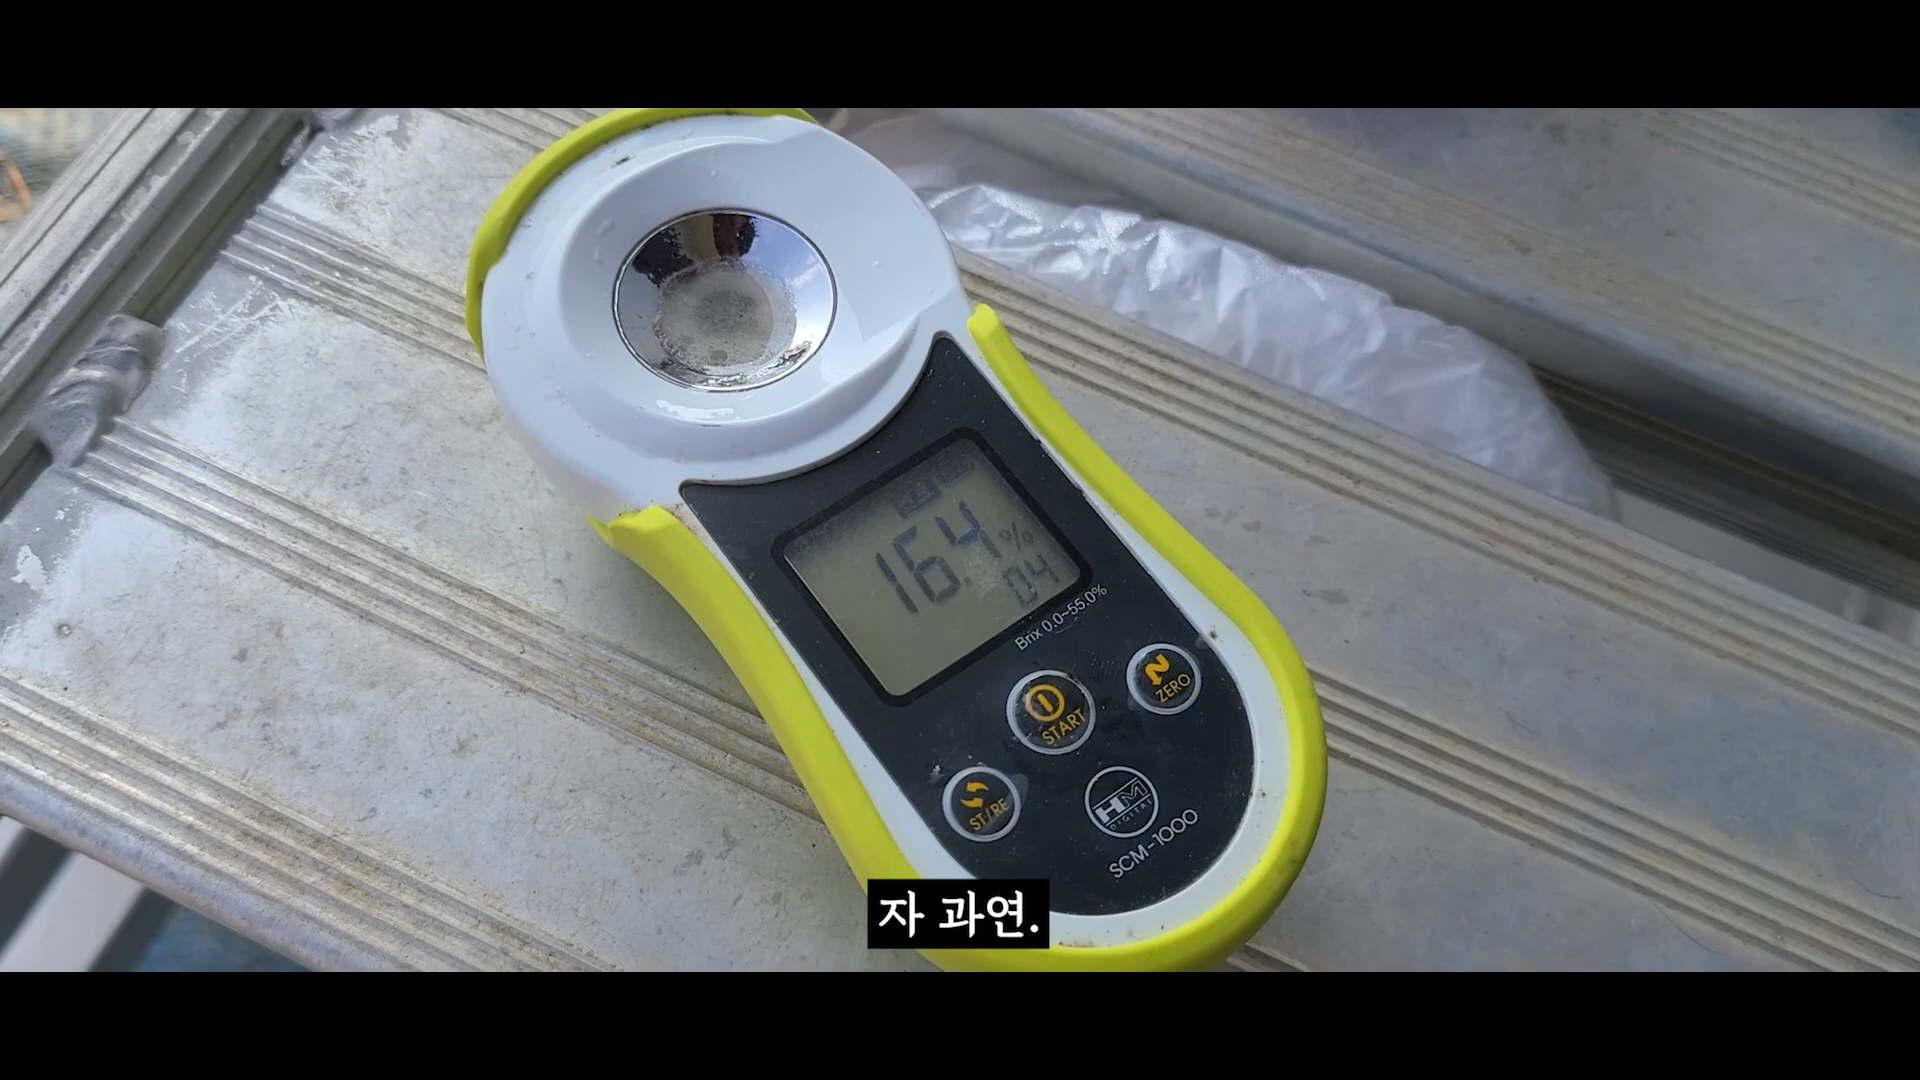 16.4%
04
Brix 0.0~55.0%
ZERO
START
ST/RE
HM
DIGITAL
SCM-1000
자 과연.